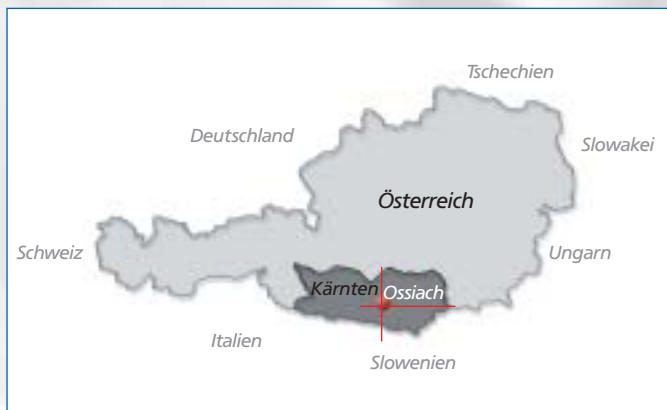 Tschechien
Deutschland
Slowakei
Österreich
Schweiz
Ungarn
Kärnten Ossiach
Italien
Slowenien